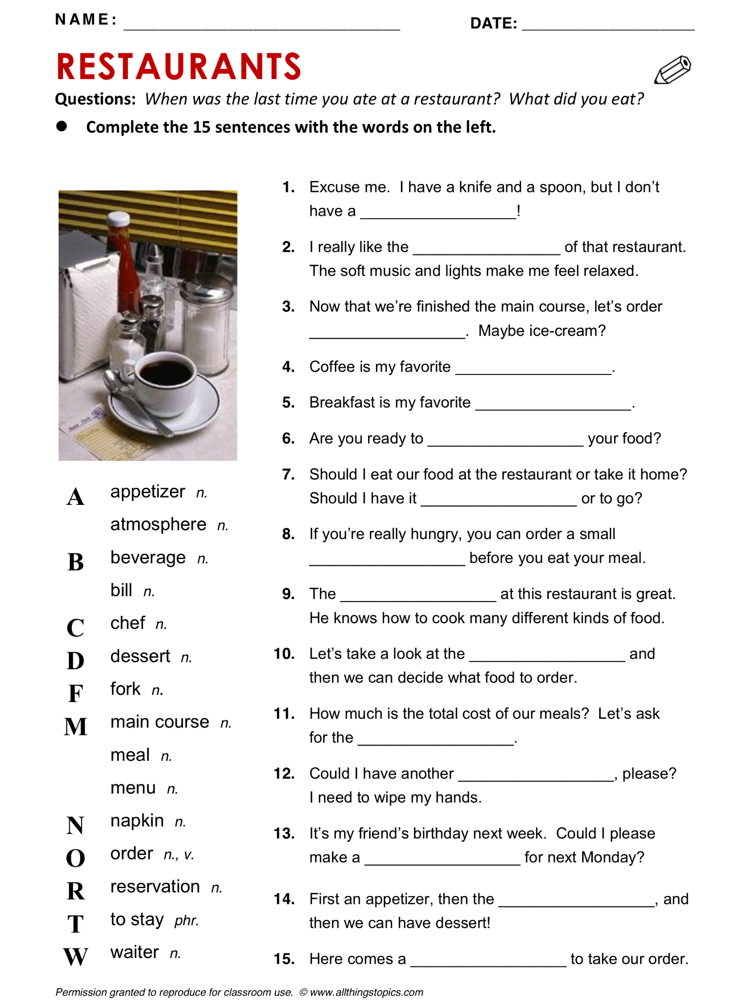 NAME: ________________________________ DATE: ____________________
RESTAURANTS
Questions: When was the last time you ate at a restaurant? What did you eat?
● Complete the 15 sentences with the words on the left.
A appetizer n.
atmosphere n.
B beverage n.
bill n.
C chef n.
D dessert n.
F fork n.
M main course n.
meal n.
menu n.
N napkin n.
O order n., v.
R reservation n.
T to stay phr.
W waiter n.
1. Excuse me. I have a knife and a spoon, but I don’t
have a __________________!
2. I really like the _________________ of that restaurant.
The soft music and lights make me feel relaxed.
3. Now that we’re finished the main course, let’s order
__________________. Maybe ice-cream?
4. Coffee is my favorite __________________.
5. Breakfast is my favorite __________________.
6. Are you ready to __________________ your food?
7. Should I eat our food at the restaurant or take it home?
Should I have it __________________ or to go?
8. If you’re really hungry, you can order a small
__________________ before you eat your meal.
9. The __________________ at this restaurant is great.
He knows how to cook many different kinds of food.
10. Let’s take a look at the __________________ and
then we can decide what food to order.
11. How much is the total cost of our meals? Let’s ask
for the __________________.
12. Could I have another __________________, please?
I need to wipe my hands.
13. It’s my friend’s birthday next week. Could I please
make a __________________ for next Monday?
14. First an appetizer, then the __________________, and
then we can have dessert!
15. Here comes a __________________ to take our order.
Permission granted to reproduce for classroom use. © www.allthingstopics.com